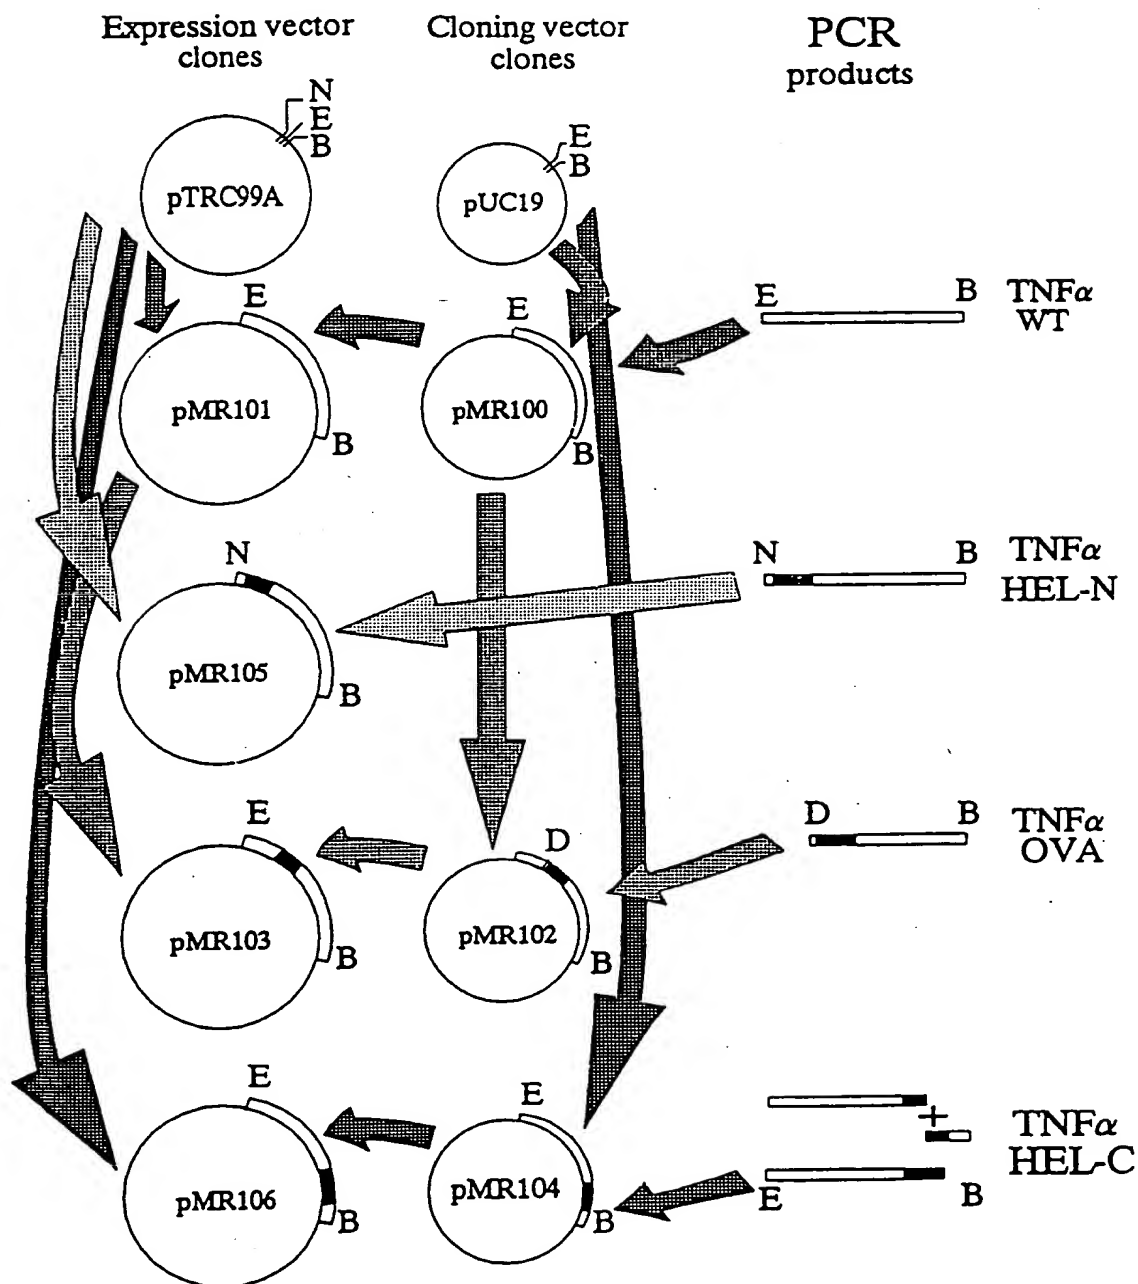 Expression vector
clones
Cloning vector
clones
PCR
products
N
E
B
pTRC99A
E
B
pUC19
E
B
pMR101
E
B
pMR100
E
B
TNFα
WT
N
B
pMR105
N
B
TNFα
HEL-N
E
B
pMR103
D
B
pMR102
D
B
TNFα
OVA
E
B
pMR106
E
B
pMR104
+
E
B
TNFα
HEL-C